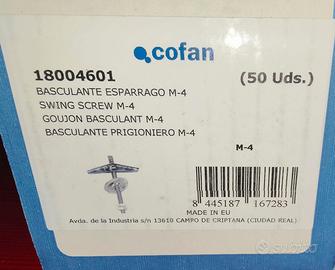 cofan
18004601 (50 Uds.)
BASCULANTE ESPARRAGO M-4
SWING SCREW M-4
GOUJON BASCULANT M-4
BASCULANTE PRIGIONIERO M-4
M-4
8 445187 167283
MADE IN EU
Avda. de la Industria s/n 13610 CAMPO DE CRIPTANA (CIUDAD REAL)
subito